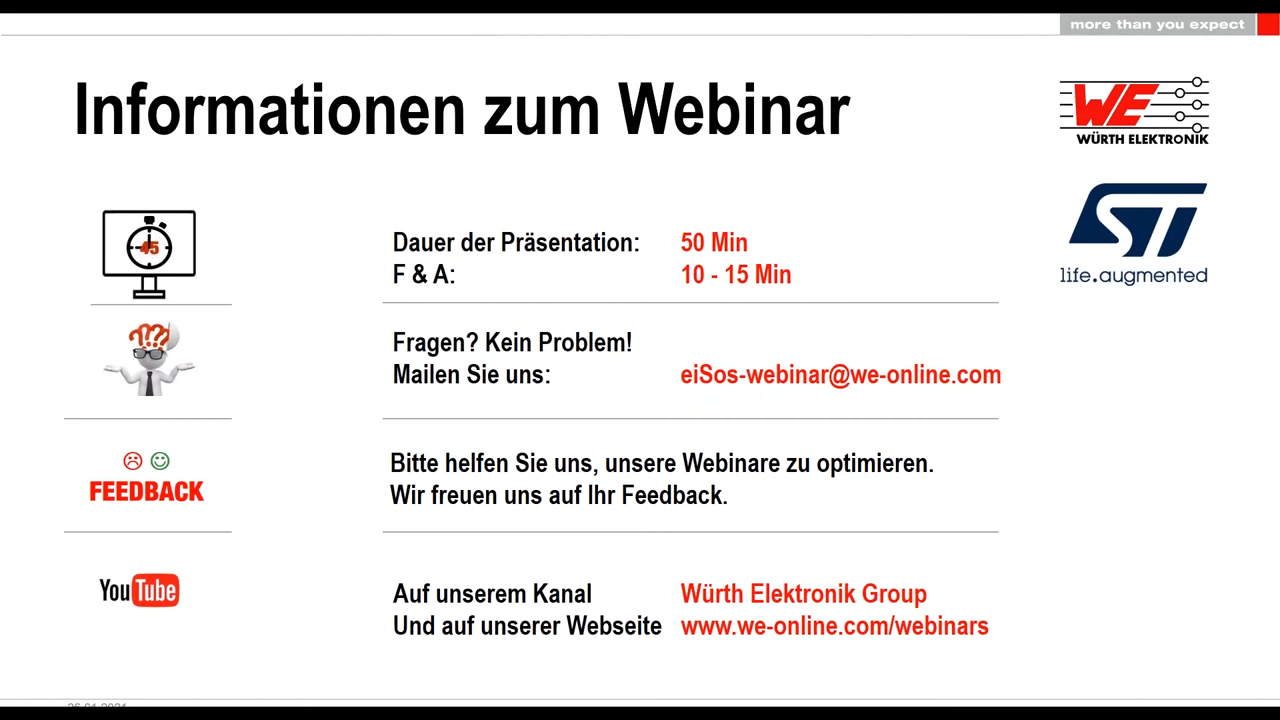 more than you expect
Informationen zum Webinar
WE
WÜRTH ELEKTRONIK
ST
life.augmented
45
Dauer der Präsentation: 50 Min
F & A: 10 - 15 Min
????
Fragen? Kein Problem!
Mailen Sie uns: eiSos-webinar@we-online.com
FEEDBACK
Bitte helfen Sie uns, unsere Webinare zu optimieren.
Wir freuen uns auf Ihr Feedback.
YouTube
Auf unserem Kanal Würth Elektronik Group
Und auf unserer Webseite www.we-online.com/webinars